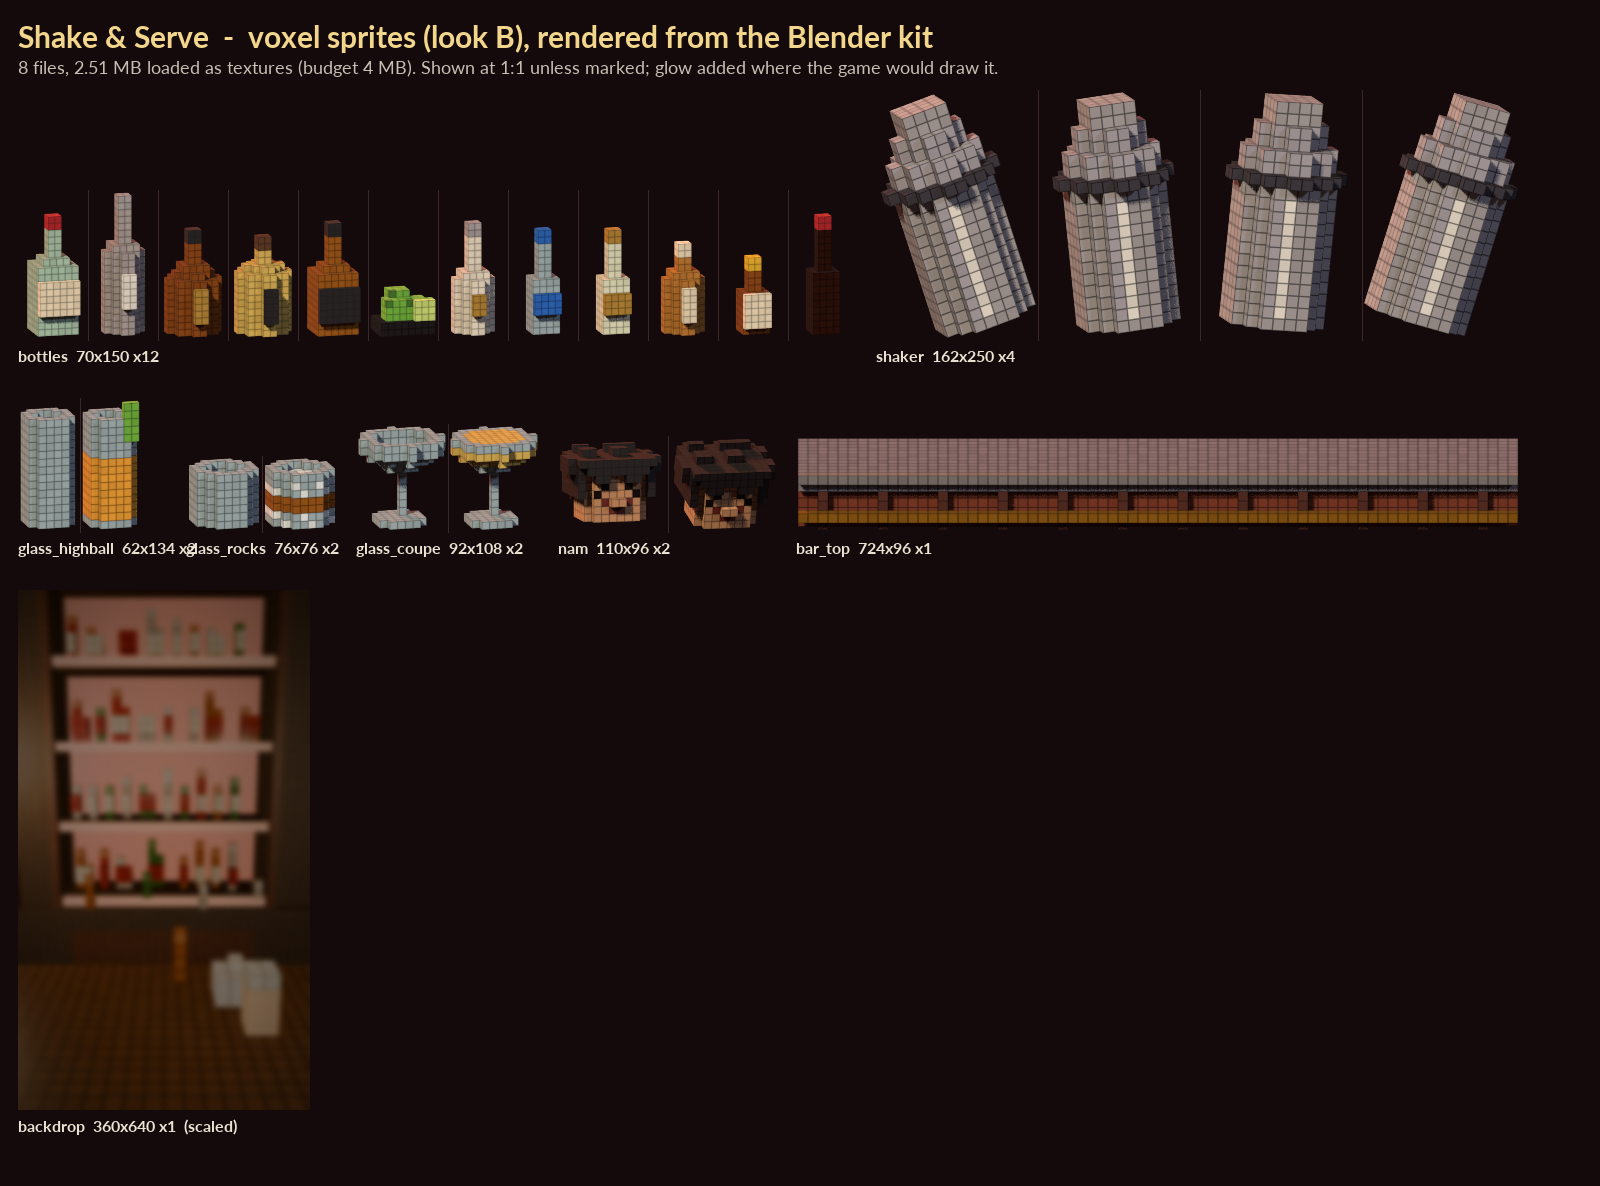 Shake & Serve - voxel sprites (look B), rendered from the Blender kit
8 files, 2.51 MB loaded as textures (budget 4 MB). Shown at 1:1 unless marked; glow added where the game would draw it.
bottles 70x150 x12
shaker 162x250 x4
glass_highball 62x134 x2
glass_rocks 76x76 x2
glass_coupe 92x108 x2
nam 110x96 x2
bar_top 724x96 x1
backdrop 360x640 x1 (scaled)